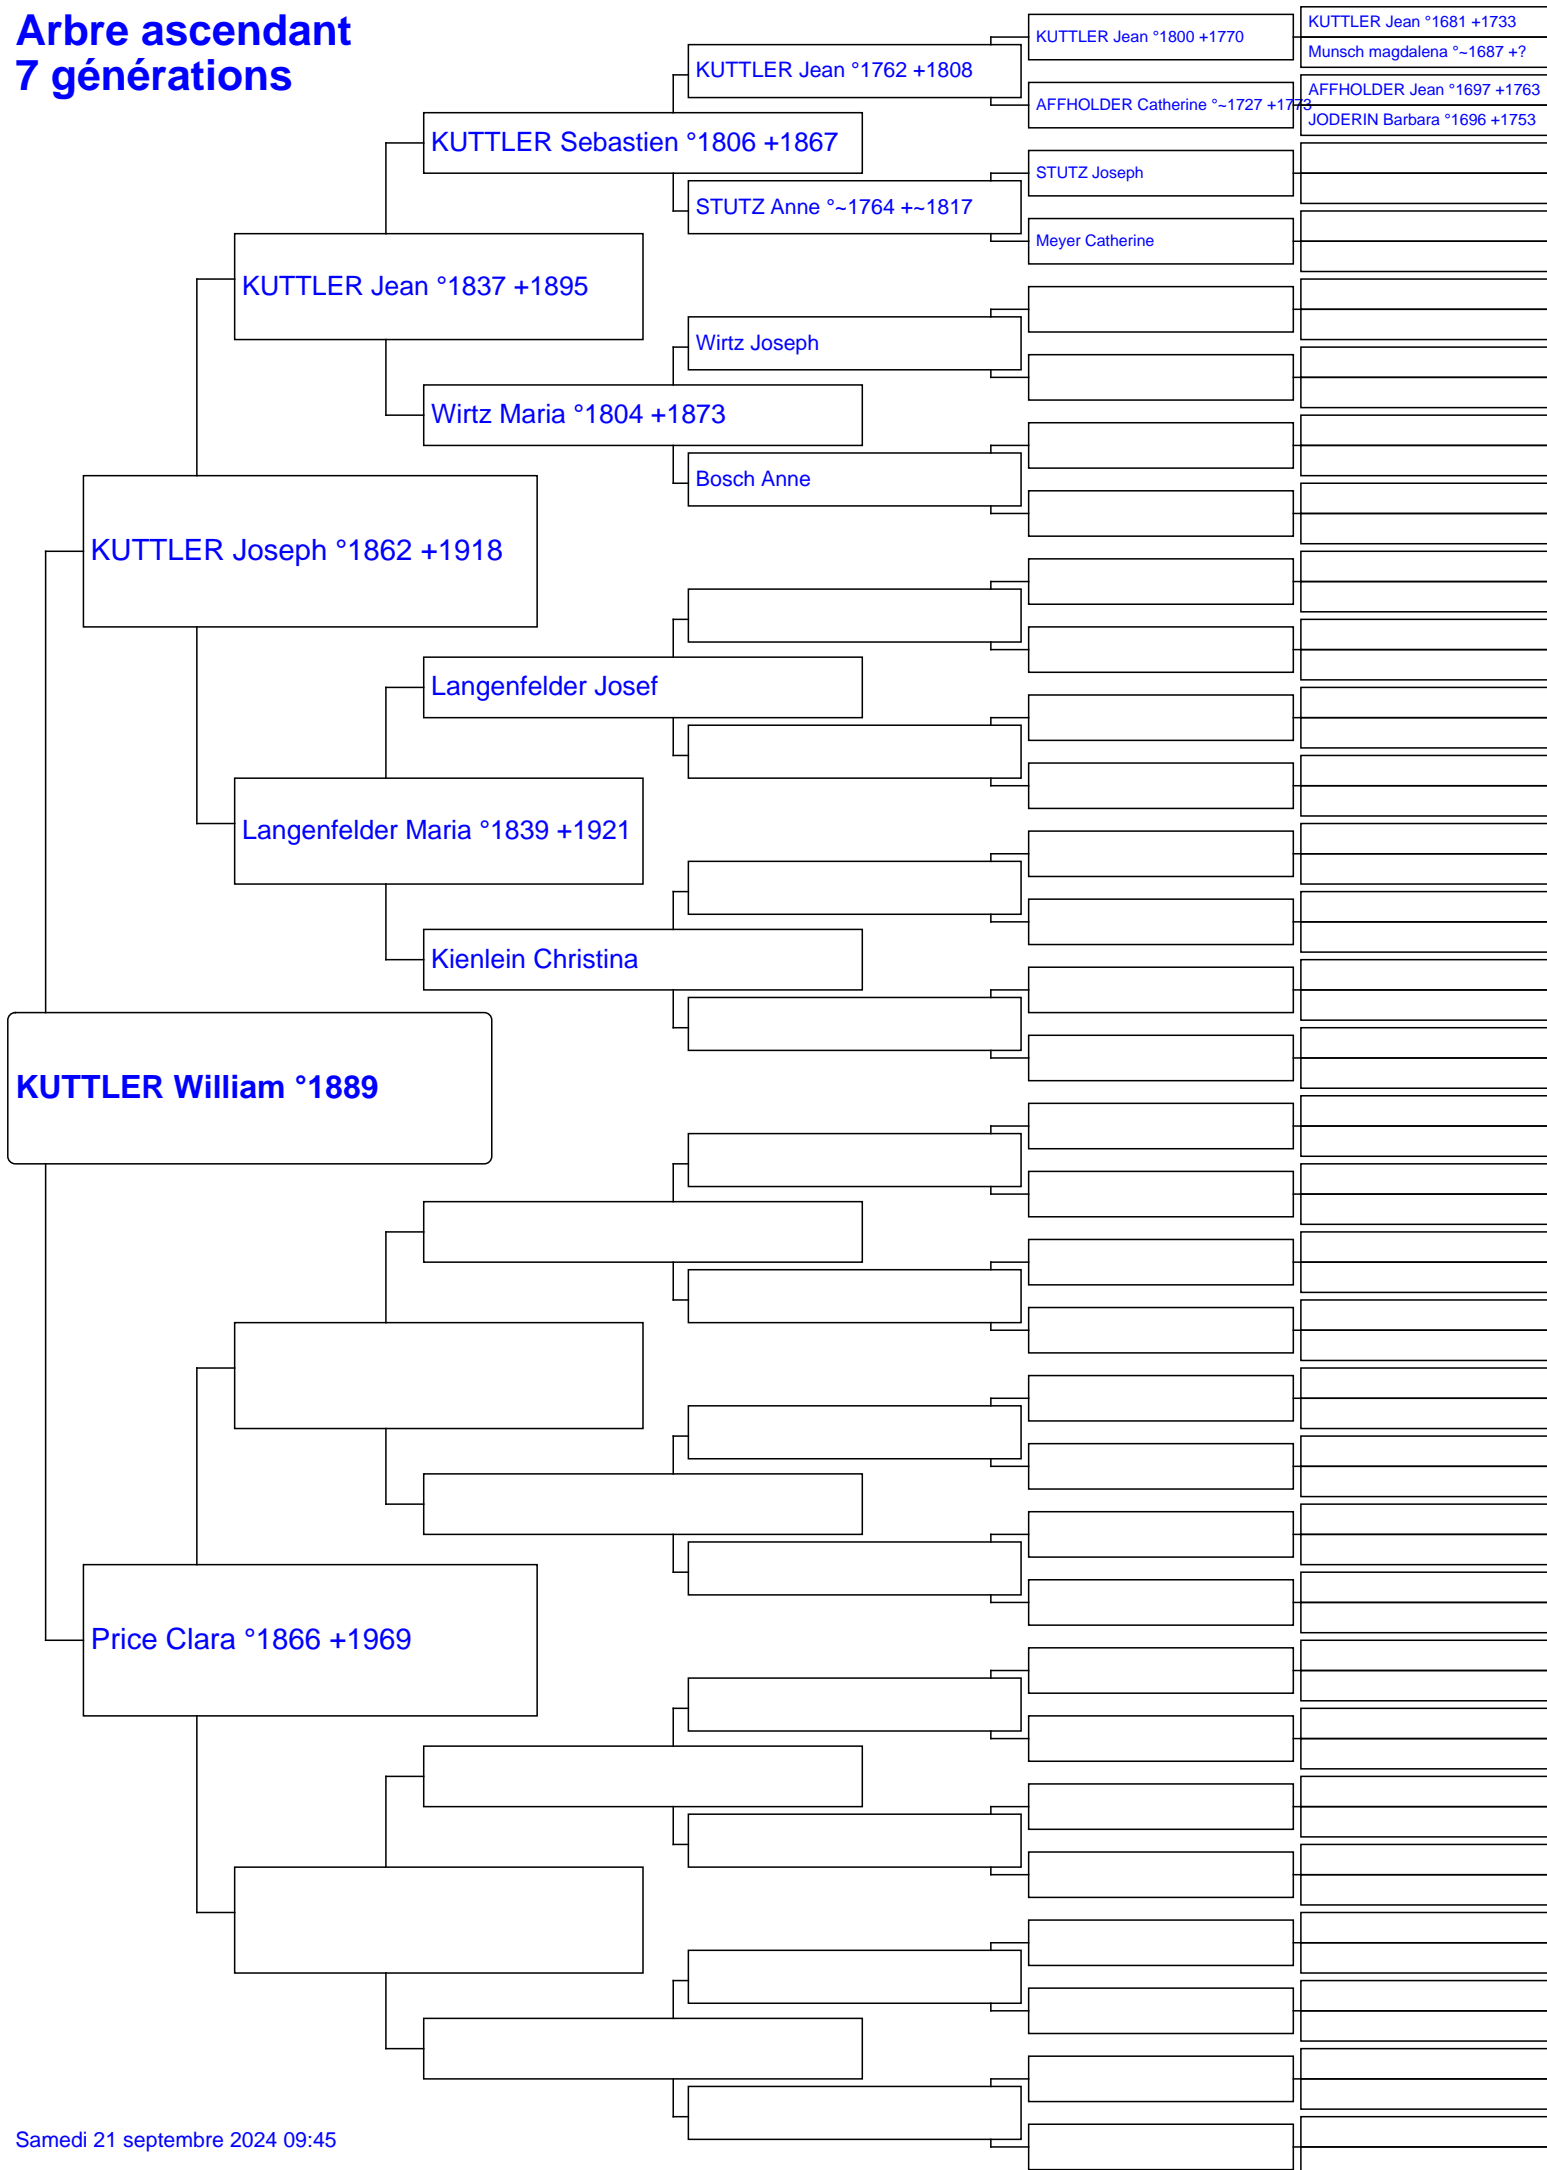 Arbre ascendant
7 générations
KUTTLER Jean °1681 +1733
KUTTLER Jean °1800 +1770
Munsch magdalena °~1687 +?
KUTTLER Jean °1762 +1808
AFFHOLDER Jean °1697 +1763
AFFHOLDER Catherine °~1727 +1773
JODERIN Barbara °1696 +1753
KUTTLER Sebastien °1806 +1867
STUTZ Joseph
STUTZ Anne °~1764 +~1817
Meyer Catherine
KUTTLER Jean °1837 +1895
Wirtz Joseph
Wirtz Maria °1804 +1873
Bosch Anne
KUTTLER Joseph °1862 +1918
Langenfelder Josef
Langenfelder Maria °1839 +1921
Kienlein Christina
KUTTLER William °1889
Price Clara °1866 +1969
Samedi 21 septembre 2024 09:45